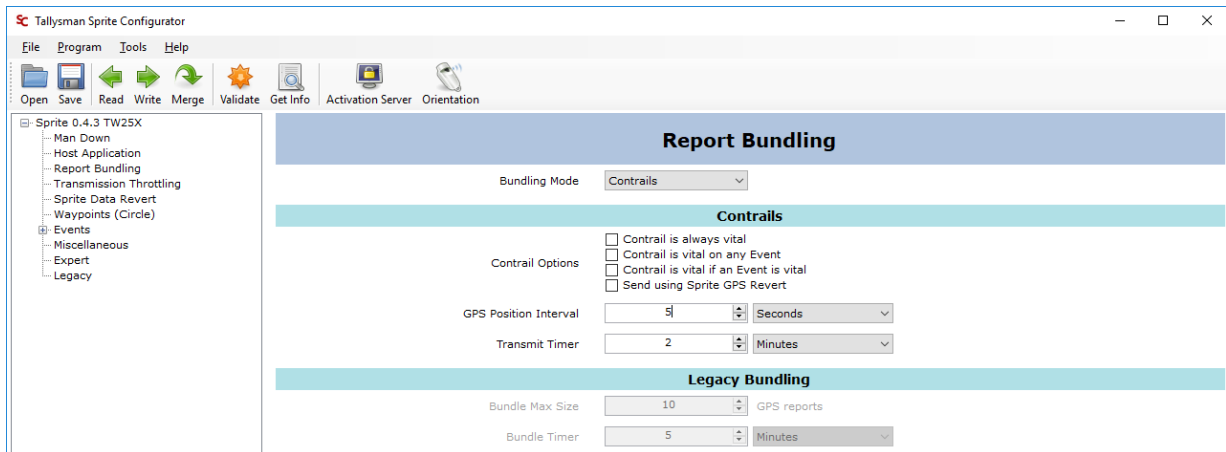 SC Tallysman Sprite Configurator
File Program Tools Help
Open Save Read Write Merge Validate Get Info Activation Server Orientation
Sprite 0.4.3 TW25X
Man Down
Host Application
Report Bundling
Transmission Throttling
Sprite Data Revert
Waypoints (Circle)
Events
Miscellaneous
Expert
Legacy
Report Bundling
Bundling Mode Contrails
Contrails
Contrail Options
Contrail is always vital
Contrail is vital on any Event
Contrail is vital if an Event is vital
Send using Sprite GPS Revert
GPS Position Interval 5 Seconds
Transmit Timer 2 Minutes
Legacy Bundling
Bundle Max Size 10 GPS reports
Bundle Timer 5 Minutes